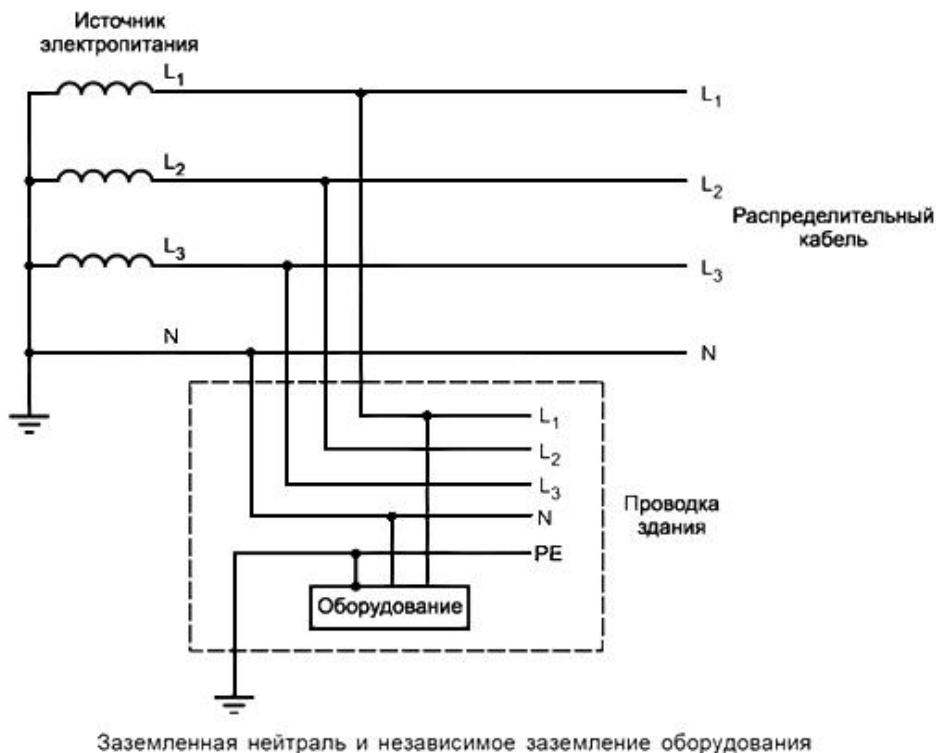 Источник
электропитания
L1
L1
L2
L2
Распределительный
кабель
L3
L3
N
N
L1
L2
L3
N
Проводка
здания
PE
Оборудование
Заземленная нейтраль и независимое заземление оборудования